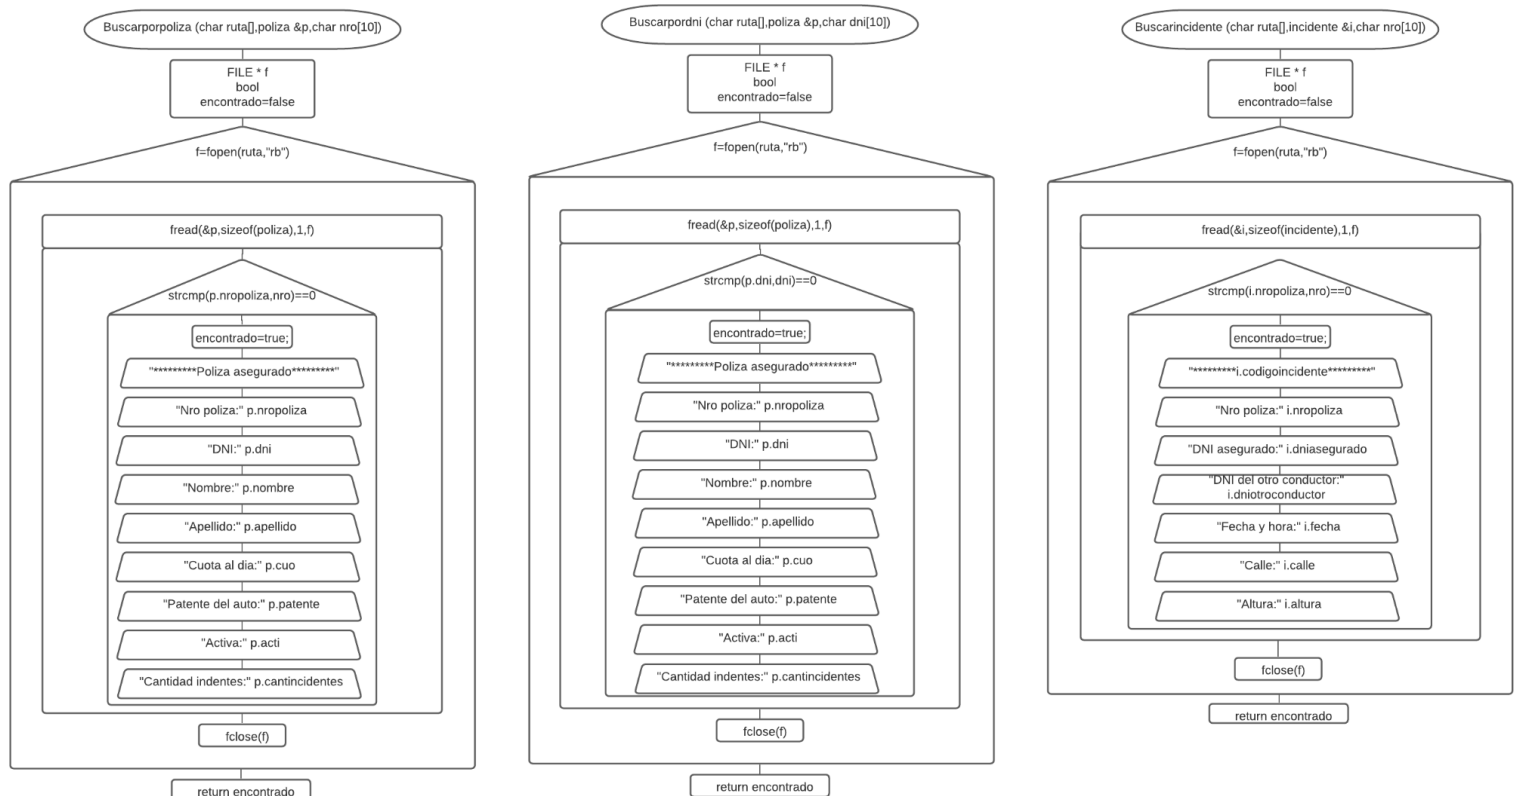 Buscarporpoliza (char ruta[],poliza &p,char nro[10])
FILE * f
bool
encontrado=false
f=fopen(ruta,"rb")
fread(&p,sizeof(poliza),1,f)
strcmp(p.nropoliza,nro)==0
encontrado=true;
"*********Poliza asegurado*********"
"Nro poliza:" p.nropoliza
"DNI:" p.dni
"Nombre:" p.nombre
"Apellido:" p.apellido
"Cuota al dia:" p.cuo
"Patente del auto:" p.patente
"Activa:" p.acti
"Cantidad indentes:" p.cantincidentes
fclose(f)
return encontrado
Buscarpordni (char ruta[],poliza &p,char dni[10])
FILE * f
bool
encontrado=false
f=fopen(ruta,"rb")
fread(&p,sizeof(poliza),1,f)
strcmp(p.dni,dni)==0
encontrado=true;
"*********Poliza asegurado*********"
"Nro poliza:" p.nropoliza
"DNI:" p.dni
"Nombre:" p.nombre
"Apellido:" p.apellido
"Cuota al dia:" p.cuo
"Patente del auto:" p.patente
"Activa:" p.acti
"Cantidad indentes:" p.cantincidentes
fclose(f)
return encontrado
Buscarincidente (char ruta[],incidente &i,char nro[10])
FILE * f
bool
encontrado=false
f=fopen(ruta,"rb")
fread(&i,sizeof(incidente),1,f)
strcmp(i.nropoliza,nro)==0
encontrado=true;
"*********i.codigoincidente*********"
"Nro poliza:" i.nropoliza
"DNI asegurado:" i.dniasegurado
"DNI del otro conductor:"
i.dniotroconductor
"Fecha y hora:" i.fecha
"Calle:" i.calle
"Altura:" i.altura
fclose(f)
return encontrado